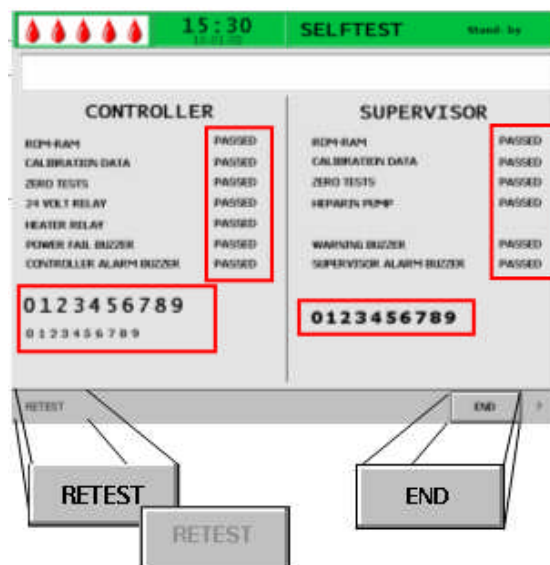 15:30 SELFTEST Stand-by
CONTROLLER
ROM-RAM PASSED
CALIBRATION DATA PASSED
ZERO TESTS PASSED
24 VOLT RELAY PASSED
HEATER RELAY PASSED
POWER FAIL BUZZER PASSED
CONTROLLER ALARM BUZZER PASSED
0123456789
0123456789
SUPERVISOR
ROM-RAM PASSED
CALIBRATION DATA PASSED
ZERO TESTS PASSED
HEPARIN PUMP PASSED
WARNING BUZZER PASSED
SUPERVISOR ALARM BUZZER PASSED
0123456789
RETEST END
RETEST
RETEST
END